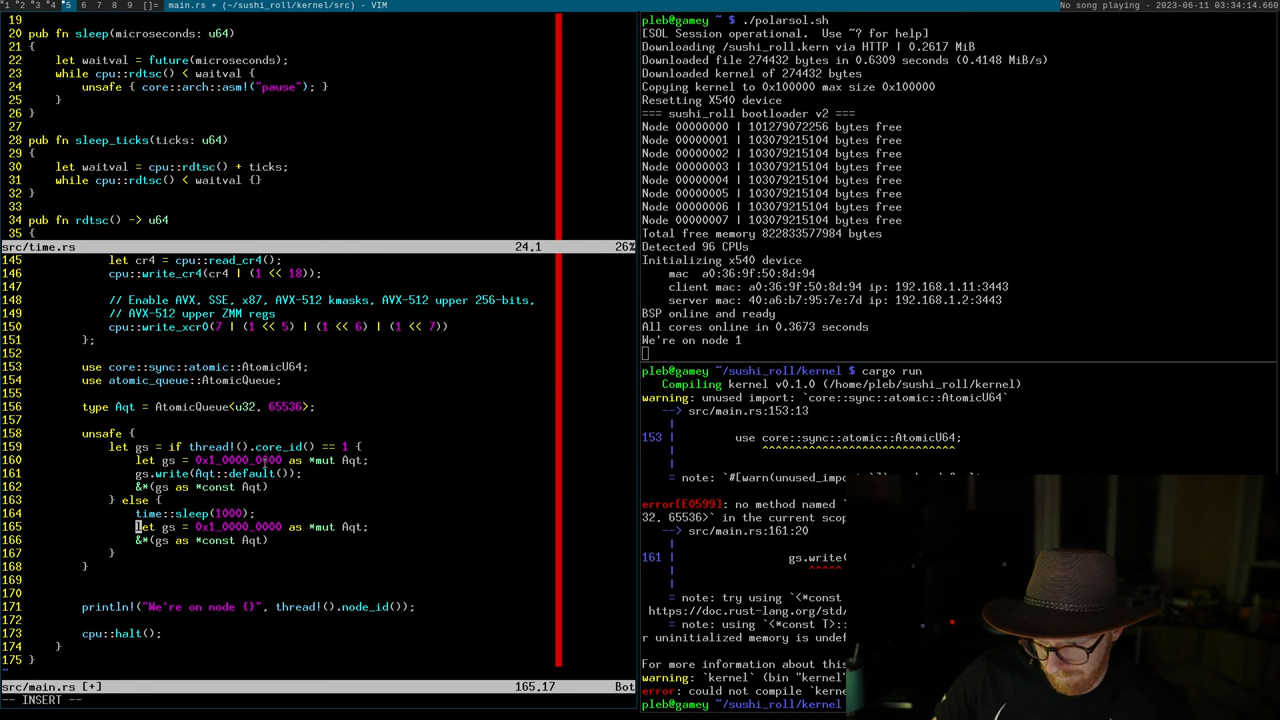 1 2 3 4 5 6 7 8 9 []= main.rs + (~/sushi_roll/kernel/src) - VIM
No song playing - 2023-06-11 03:34:14.660
19
20 pub fn sleep(microseconds: u64)
21 {
22     let waitval = future(microseconds);
23     while cpu::rdtsc() < waitval {
24         unsafe { core::arch::asm!("pause"); }
25     }
26 }
27
28 pub fn sleep_ticks(ticks: u64)
29 {
30     let waitval = cpu::rdtsc() + ticks;
31     while cpu::rdtsc() < waitval {}
32 }
33
34 pub fn rdtsc() -> u64
35 {
src/time.rs 24,1 26%
145             let cr4 = cpu::read_cr4();
146             cpu::write_cr4(cr4 | (1 << 18));
147
148             // Enable AVX, SSE, x87, AVX-512 kmasks, AVX-512 upper 256-bits,
149             // AVX-512 upper ZMM regs
150             cpu::write_xcr0(7 | (1 << 5) | (1 << 6) | (1 << 7))
151         };
152
153         use core::sync::atomic::AtomicU64;
154         use atomic_queue::AtomicQueue;
155
156         type Aqt = AtomicQueue<u32, 65536>;
157
158         unsafe {
159             let gs = if thread!().core_id() == 1 {
160                 let gs = 0x1_0000_0000 as *mut Aqt;
161                 gs.write(Aqt::default());
162                 &*(gs as *const Aqt)
163             } else {
164                 time::sleep(1000);
165                 let gs = 0x1_0000_0000 as *mut Aqt;
166                 &*(gs as *const Aqt)
167             }
168         }
169
170
171         println!("We're on node {}", thread!().node_id());
172
173         cpu::halt();
174     }
175 }
~
src/main.rs [+] 165,17 Bot
-- INSERT --
pleb@gamey ~ $ ./polarsol.sh
[SOL Session operational.  Use ~? for help]
Downloading /sushi_roll.kern via HTTP | 0.2617 MiB
Downloaded file 274432 bytes in 0.6309 seconds (0.4148 MiB/s)
Downloaded kernel of 274432 bytes
Copying kernel to 0x100000 max size 0x100000
Resetting X540 device
=== sushi_roll bootloader v2 ===
Node 00000000 | 101279072256 bytes free
Node 00000001 | 103079215104 bytes free
Node 00000002 | 103079215104 bytes free
Node 00000003 | 103079215104 bytes free
Node 00000004 | 103079215104 bytes free
Node 00000005 | 103079215104 bytes free
Node 00000006 | 103079215104 bytes free
Node 00000007 | 103079215104 bytes free
Total free memory 822833577984 bytes
Detected 96 CPUs
Initializing x540 device
    mac  a0:36:9f:50:8d:94
    client mac: a0:36:9f:50:8d:94 ip: 192.168.1.11:3443
    server mac: 40:a6:b7:95:7e:7d ip: 192.168.1.2:3443
BSP online and ready
All cores online in 0.3673 seconds
We're on node 1
pleb@gamey ~/sushi_roll/kernel $ cargo run
   Compiling kernel v0.1.0 (/home/pleb/sushi_roll/kernel)
warning: unused import: `core::sync::atomic::AtomicU64`
   --> src/main.rs:153:13
153 |         use core::sync::atomic::AtomicU64;
    |             ^^^^^^^^^^^^^^^^^^^^^^^^^^^^^
    = note: `#[warn(unused_imp
error[E0599]: no method named `
32, 65536>` in the current scop
   --> src/main.rs:161:20
161 |                 gs.write(
    |                    ^^^^^
    = note: try using `<*const
 https://doc.rust-lang.org/std/
    = note: using `<*const T>::
r uninitialized memory is undef
For more information about this
warning: `kernel` (bin "kernel"
error: could not compile `kerne
pleb@gamey ~/sushi_roll/kernel